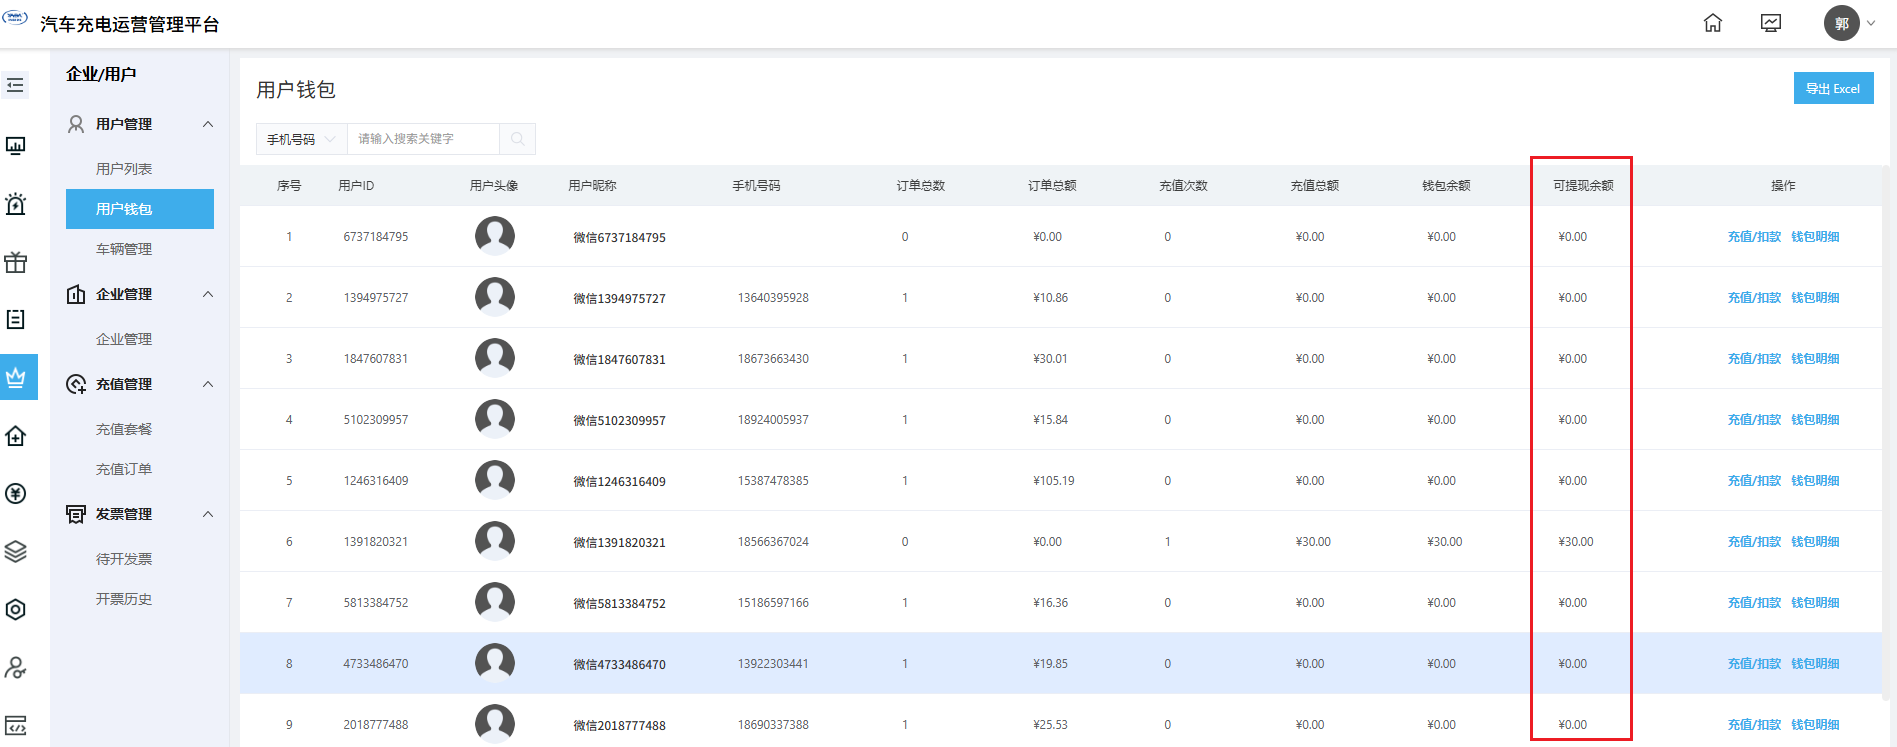 汽车充电运营管理平台
郭
企业/用户
用户管理
用户列表
用户钱包
车辆管理
企业管理
企业管理
充值管理
充值套餐
充值订单
发票管理
待开发票
开票历史
用户钱包
导出 Excel
手机号码 请输入搜索关键字
序号 用户ID 用户头像 用户昵称 手机号码 订单总数 订单总额 充值次数 充值总额 钱包余额 可提现余额 操作
1 6737184795 微信6737184795 0 ¥0.00 0 ¥0.00 ¥0.00 ¥0.00 充值/扣款 钱包明细
2 1394975727 微信1394975727 13640395928 1 ¥10.86 0 ¥0.00 ¥0.00 ¥0.00 充值/扣款 钱包明细
3 1847607831 微信1847607831 18673663430 1 ¥30.01 0 ¥0.00 ¥0.00 ¥0.00 充值/扣款 钱包明细
4 5102309957 微信5102309957 18924005937 1 ¥15.84 0 ¥0.00 ¥0.00 ¥0.00 充值/扣款 钱包明细
5 1246316409 微信1246316409 15387478385 1 ¥105.19 0 ¥0.00 ¥0.00 ¥0.00 充值/扣款 钱包明细
6 1391820321 微信1391820321 18566367024 0 ¥0.00 1 ¥30.00 ¥30.00 ¥30.00 充值/扣款 钱包明细
7 5813384752 微信5813384752 15186597166 1 ¥16.36 0 ¥0.00 ¥0.00 ¥0.00 充值/扣款 钱包明细
8 4733486470 微信4733486470 13922303441 1 ¥19.85 0 ¥0.00 ¥0.00 ¥0.00 充值/扣款 钱包明细
9 2018777488 微信2018777488 18690337388 1 ¥25.53 0 ¥0.00 ¥0.00 ¥0.00 充值/扣款 钱包明细